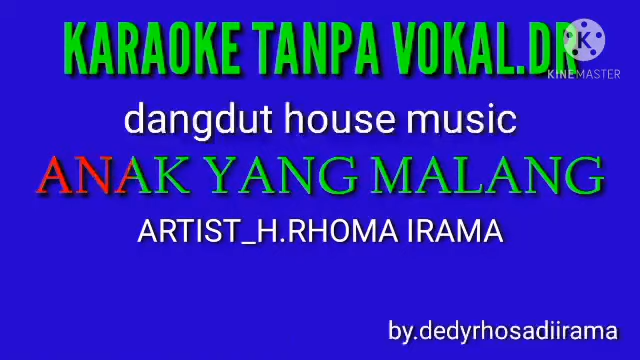 KARAOKE TANPA VOKAL.DR
KINEMASTER
dangdut house music
ANAK YANG MALANG
ARTIST_H.RHOMA IRAMA
by.dedyrhosadiirama